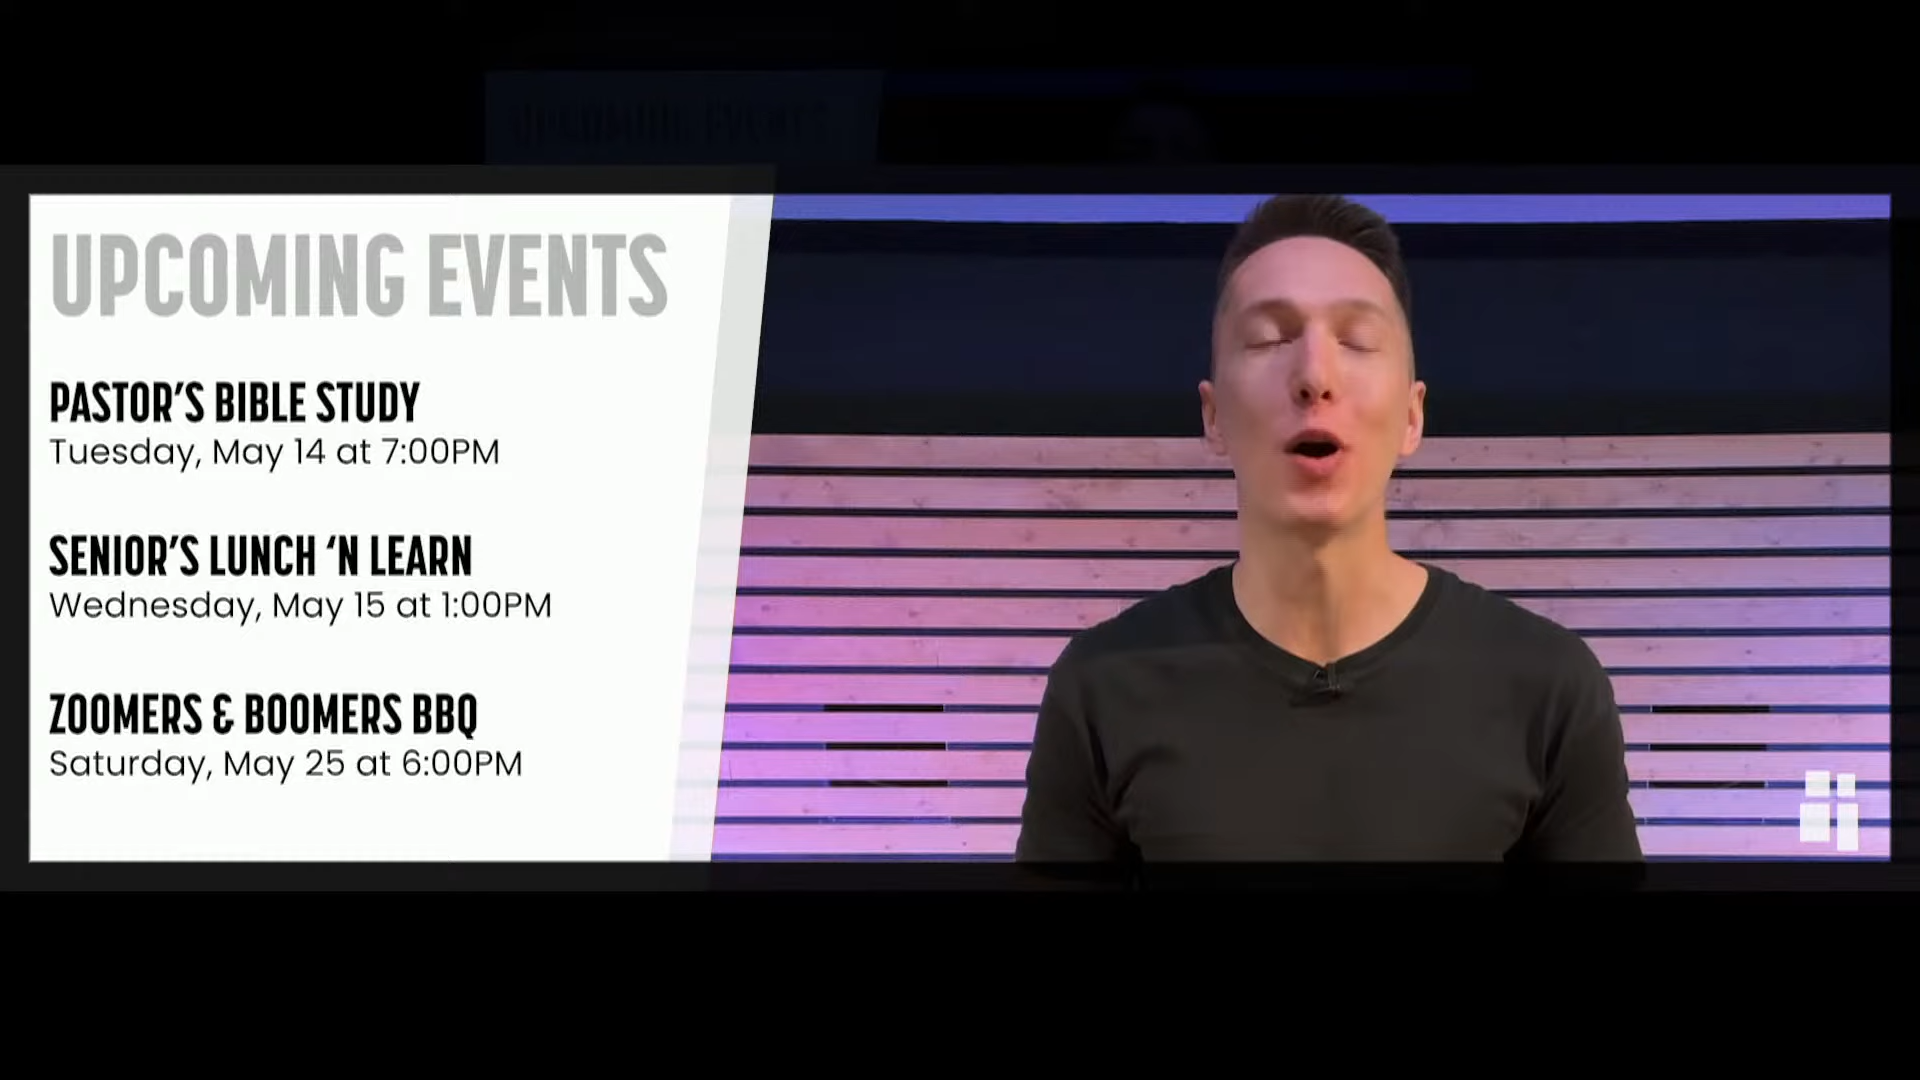 UPCOMING EVENTS
PASTOR'S BIBLE STUDY
Tuesday, May 14 at 7:00PM
SENIOR'S LUNCH ‘N LEARN
Wednesday, May 15 at 1:00PM
ZOOMERS & BOOMERS BBQ
Saturday, May 25 at 6:00PM